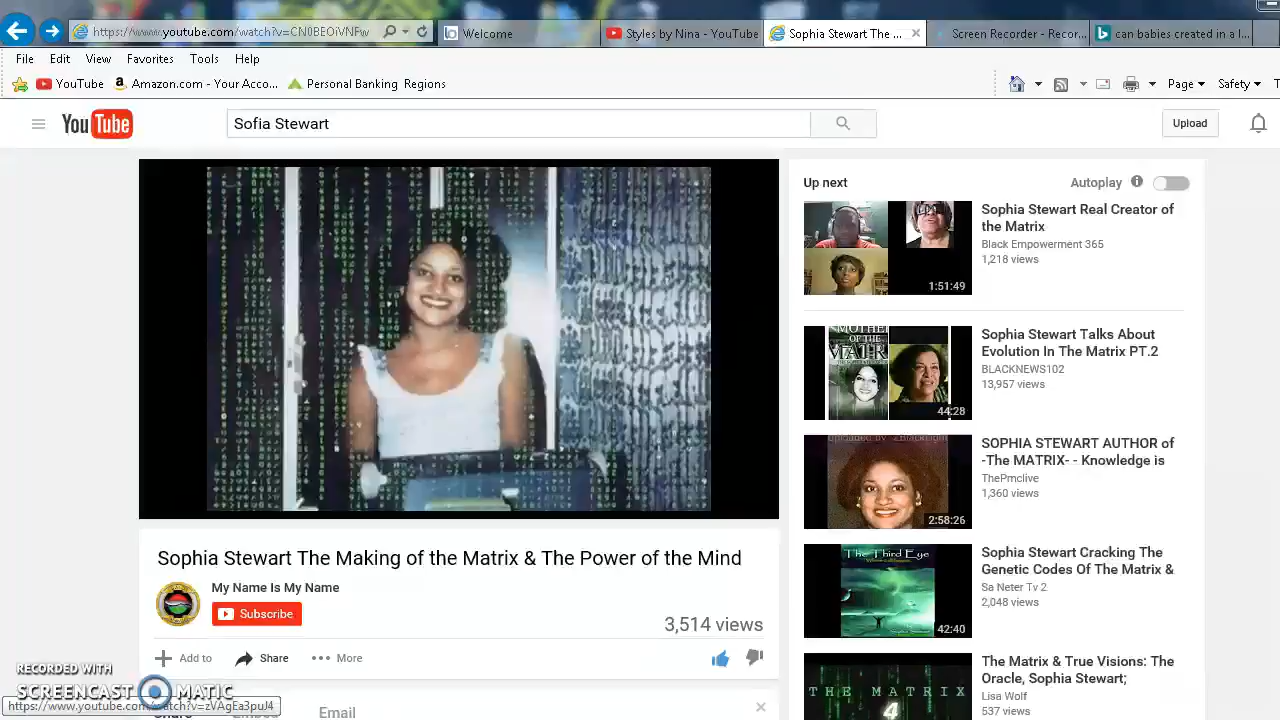 https://www.youtube.com/watch?v=CN0BEOiVNFw
Welcome
Styles by Nina - YouTube
Sophia Stewart The ...
Screen Recorder - Recor...
can babies created in a l...
File Edit View Favorites Tools Help
YouTube Amazon.com - Your Acco... Personal Banking Regions
Page Safety
YouTube
Sofia Stewart
Upload
Up next
Autoplay
Sophia Stewart Real Creator of
the Matrix
Black Empowerment 365
1,218 views
1:51:49
MOTHER
OF THE
MATRIX
Sophia Stewart Talks About
Evolution In The Matrix PT.2
BLACKNEWS102
13,957 views
44:28
SOPHIA STEWART AUTHOR of
-The MATRIX- - Knowledge is
ThePmclive
1,360 views
2:58:26
The Third Eye
Sophia Stewart Cracking The
Genetic Codes Of The Matrix &
Sa Neter Tv 2
2,048 views
42:40
THE MATRIX
4
The Matrix & True Visions: The
Oracle, Sophia Stewart;
Lisa Wolf
537 views
Sophia Stewart The Making of the Matrix & The Power of the Mind
My Name Is My Name
Subscribe
3,514 views
Add to Share More
RECORDED WITH
SCREENCAST MATIC
Share Embed Email